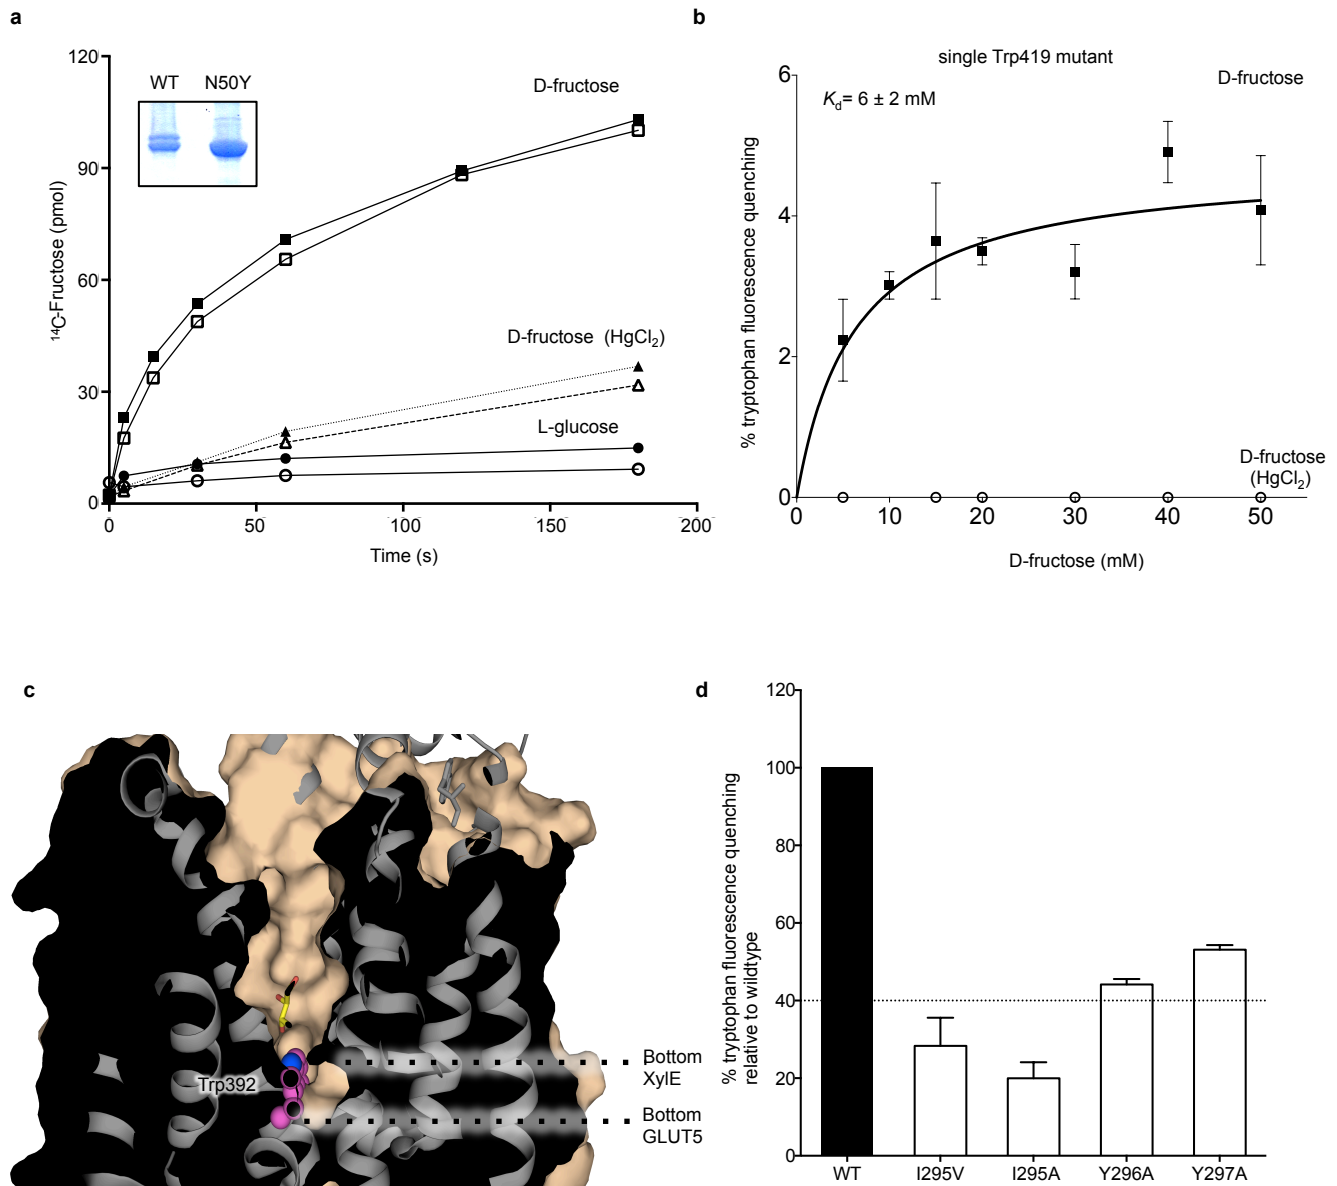 a
120
90
60
30
0
¹⁴C-Fructose (pmol)
WT N50Y
D-fructose
D-fructose (HgCl₂)
L-glucose
0 50 100 150 200
Time (s)
b
single Trp419 mutant
D-fructose
Kd= 6 ± 2 mM
6
4
2
0
% tryptophan fluorescence quenching
D-fructose
(HgCl₂)
0 10 20 30 40 50
D-fructose (mM)
c
Trp392
Bottom
XylE
Bottom
GLUT5
d
120
100
80
60
40
20
0
% tryptophan fluorescence quenching
relative to wildtype
WT I295V I295A Y296A Y297A